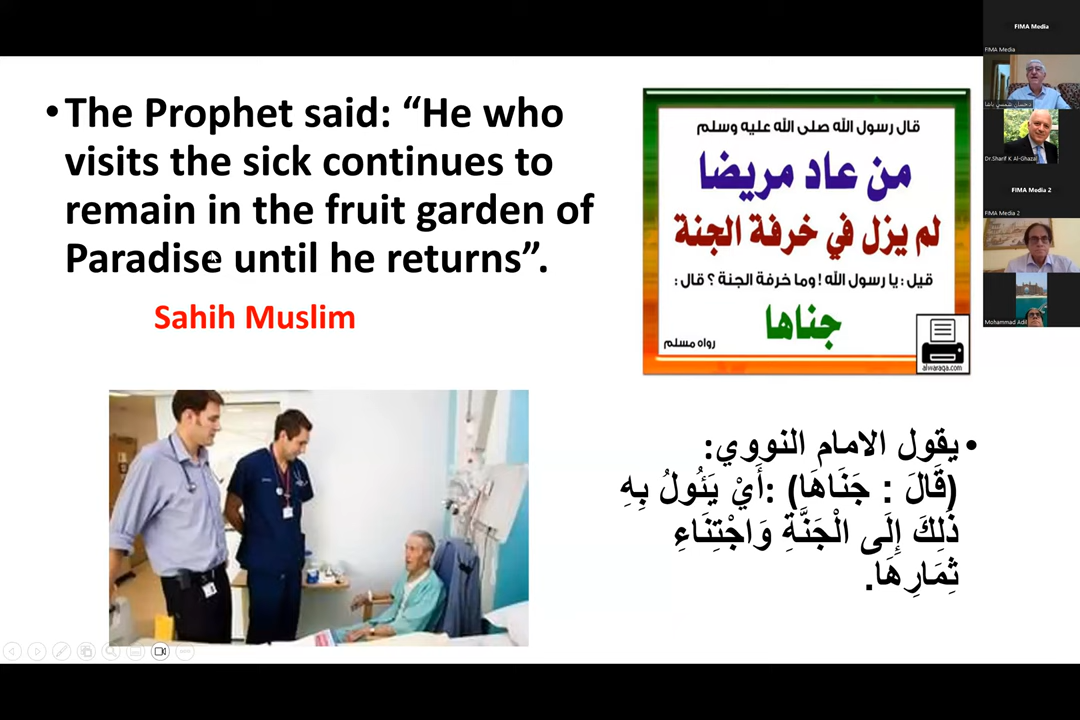 •The Prophet said: “He who
visits the sick continues to
remain in the fruit garden of
Paradise until he returns”.
Sahih Muslim
قال رسول الله صلى الله عليه وسلم
من عاد مريضا
لم يزل في خرفة الجنة
قيل : يا رسول الله ! وما خرفة الجنة ؟ قال :
جناها
رواه مسلم
alwaraqa.com
•يقول الامام النووي:
(قَالَ : جَنَاهَا) :أَيْ يَئُولُ بِهِ
ذَلِكَ إِلَى الْجَنَّةِ وَاجْتِنَاءِ
ثِمَارِهَا.
FIMA Media
FIMA Media
د.حسان شمسي باشا
Dr.Sharif K Al-Ghazal
FIMA Media 2
FIMA Media 2
Mohammad Adil